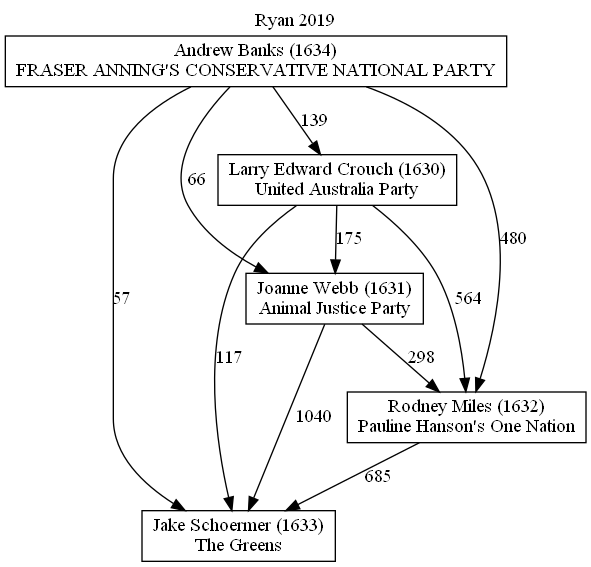 Ryan 2019
Andrew Banks (1634)
FRASER ANNING'S CONSERVATIVE NATIONAL PARTY
139
Larry Edward Crouch (1630)
United Australia Party
66
175
480
Joanne Webb (1631)
Animal Justice Party
57
564
117
298
Rodney Miles (1632)
Pauline Hanson's One Nation
1040
685
Jake Schoermer (1633)
The Greens